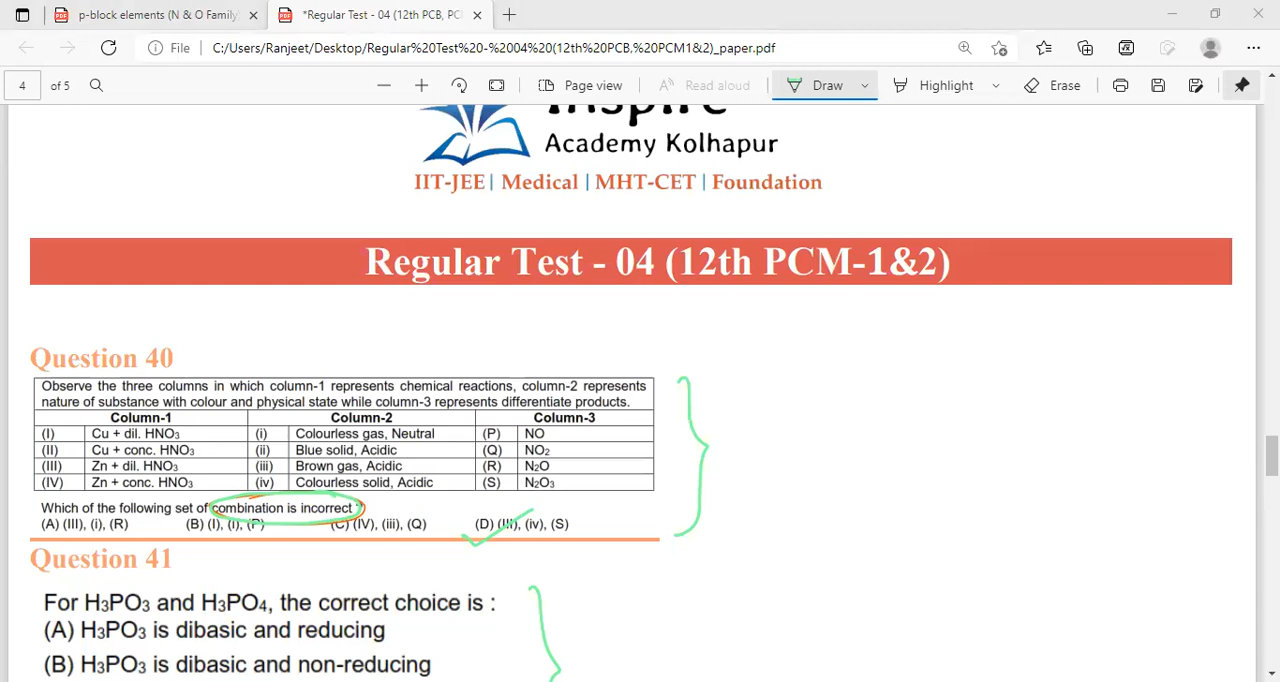 p-block elements (N & O Family)
*Regular Test - 04 (12th PCB, PC
File C:/Users/Ranjeet/Desktop/Regular%20Test%20-%2004%20(12th%20PCB,%20PCM1&2)_paper.pdf
4 of 5 Page view Read aloud Draw Highlight Erase
Inspire
Academy Kolhapur
IIT-JEE| Medical |MHT-CET | Foundation
Regular Test - 04 (12th PCM-1&2)
Question 40
Observe the three columns in which column-1 represents chemical reactions, column-2 represents
nature of substance with colour and physical state while column-3 represents differentiate products.
Column-1 Column-2 Column-3
(I) Cu + dil. HNO3 (i) Colourless gas, Neutral (P) NO
(II) Cu + conc. HNO3 (ii) Blue solid, Acidic (Q) NO2
(III) Zn + dil. HNO3 (iii) Brown gas, Acidic (R) N2O
(IV) Zn + conc. HNO3 (iv) Colourless solid, Acidic (S) N2O3
Which of the following set of combination is incorrect ?
(A) (III), (i), (R) (B) (I), (i), (P) (C) (IV), (iii), (Q) (D) (III), (iv), (S)
Question 41
For H3PO3 and H3PO4, the correct choice is :
(A) H3PO3 is dibasic and reducing
(B) H3PO3 is dibasic and non-reducing